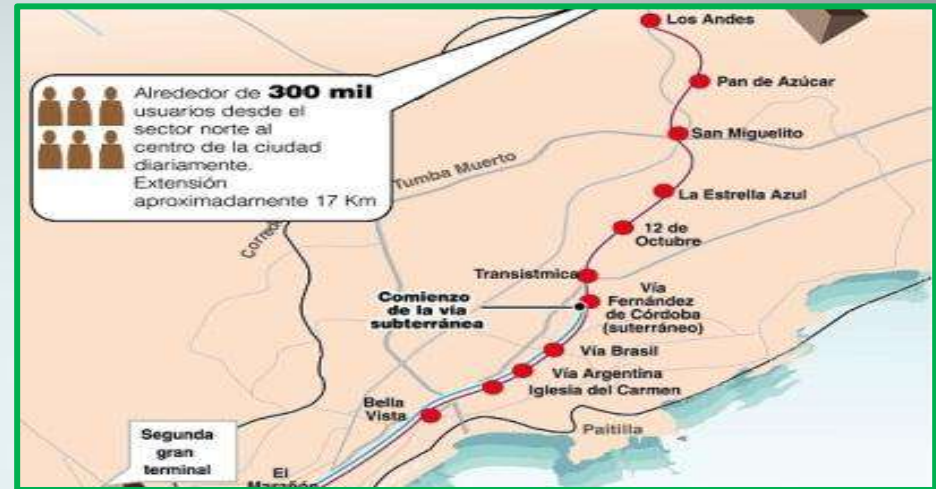 Los Andes
Alrededor de 300 mil
usuarios desde el
sector norte al
centro de la ciudad
diariamente.
Extensión
aproximadamente 17 Km
Pan de Azúcar
San Miguelito
Tumba Muerto
La Estrella Azul
Corred
12 de
Octubre
Transistmica
Comienzo
de la vía
subterránea
Vía
Fernández
de Córdoba
(suterráneo)
Vía Brasil
Vía Argentina
Iglesia del Carmen
Bella
Vista
Paitilla
Segunda
gran
terminal
El
Marañón